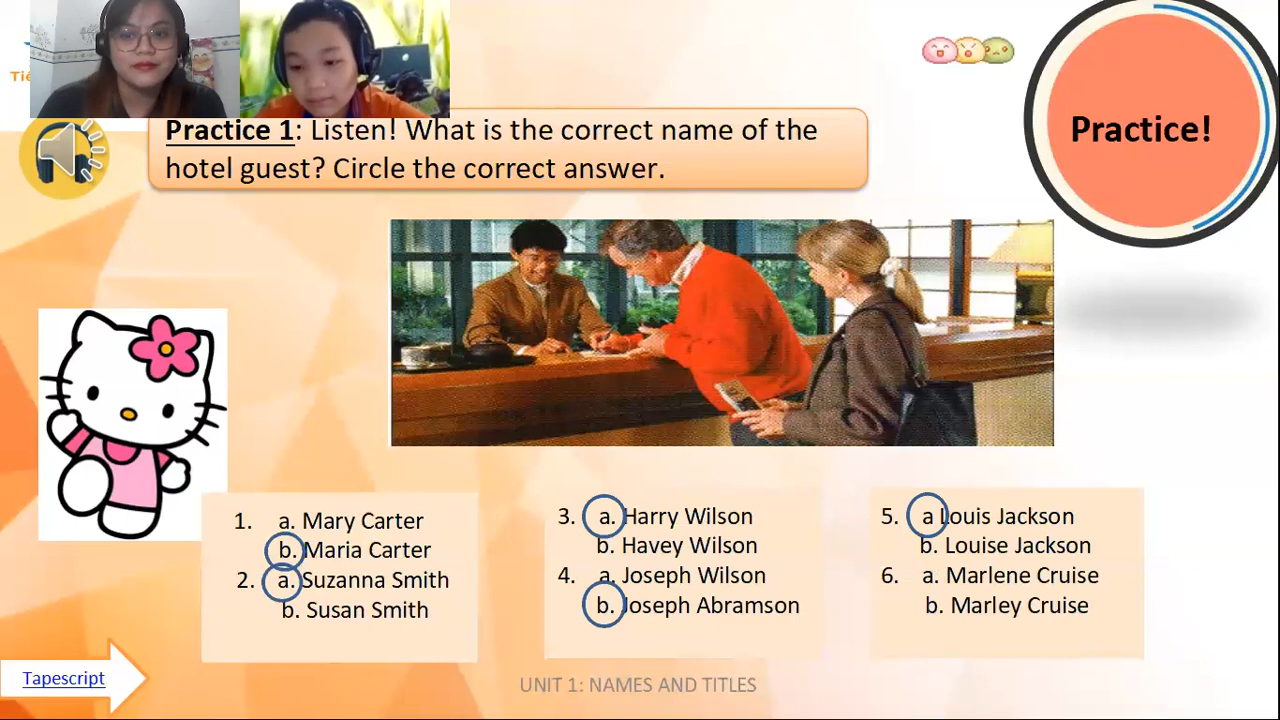 Practice!
Practice 1: Listen! What is the correct name of the
hotel guest? Circle the correct answer.
1. a. Mary Carter
b. Maria Carter
2. a. Suzanna Smith
b. Susan Smith
3. a. Harry Wilson
b. Havey Wilson
4. a. Joseph Wilson
b. Joseph Abramson
5. a Louis Jackson
b. Louise Jackson
6. a. Marlene Cruise
b. Marley Cruise
Tapescript
UNIT 1: NAMES AND TITLES